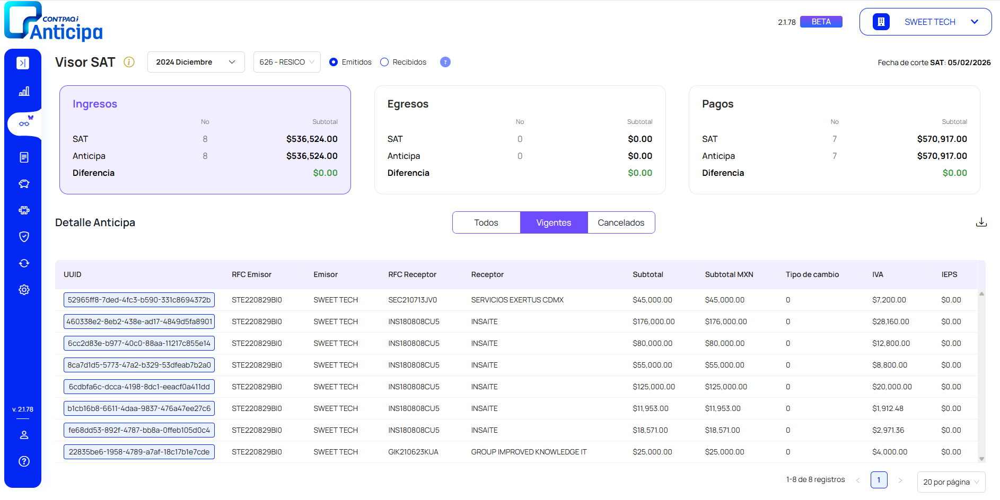 CONTPAQi
Anticipa
2.1.78 BETA
SWEET TECH
Visor SAT
2024 Diciembre
626 - RESICO
Emitidos Recibidos ?
Fecha de corte SAT: 05/02/2026
Ingresos
No Subtotal
SAT 8 $536,524.00
Anticipa 8 $536,524.00
Diferencia $0.00
Egresos
No Subtotal
SAT 0 $0.00
Anticipa 0 $0.00
Diferencia $0.00
Pagos
No Subtotal
SAT 7 $570,917.00
Anticipa 7 $570,917.00
Diferencia $0.00
Detalle Anticipa
Todos Vigentes Cancelados
UUID RFC Emisor Emisor RFC Receptor Receptor Subtotal Subtotal MXN Tipo de cambio IVA IEPS
52965ff8-7ded-4fc3-b590-331c8694372b STE220829BI0 SWEET TECH SEC210713JV0 SERVICIOS EXERTUS CDMX $45,000.00 $45,000.00 0 $7,200.00 $0.00
460338e2-8eb2-438e-ad17-4849d5fa8901 STE220829BI0 SWEET TECH INS180808CU5 INSAITE $176,000.00 $176,000.00 0 $28,160.00 $0.00
6cc2d83e-b977-40c0-88aa-11217c855e14 STE220829BI0 SWEET TECH INS180808CU5 INSAITE $80,000.00 $80,000.00 0 $12,800.00 $0.00
8ca7d1d5-5773-47a2-b329-53dfeab7b2a0 STE220829BI0 SWEET TECH INS180808CU5 INSAITE $55,000.00 $55,000.00 0 $8,800.00 $0.00
6cdbfa6c-dcca-4198-8dc1-eeacf0a411dd STE220829BI0 SWEET TECH INS180808CU5 INSAITE $125,000.00 $125,000.00 0 $20,000.00 $0.00
b1cb16b8-6611-4daa-9837-476a47ee27c6 STE220829BI0 SWEET TECH INS180808CU5 INSAITE $11,953.00 $11,953.00 0 $1,912.48 $0.00
fe68dd53-892f-4787-bb8a-0ffeb105d0c4 STE220829BI0 SWEET TECH INS180808CU5 INSAITE $18,571.00 $18,571.00 0 $2,971.36 $0.00
22835be6-1958-4789-a7af-18c17b1e7cde STE220829BI0 SWEET TECH GIK210623KUA GROUP IMPROVED KNOWLEDGE IT $25,000.00 $25,000.00 0 $4,000.00 $0.00
v. 2.1.78
1-8 de 8 registros
1
20 por página